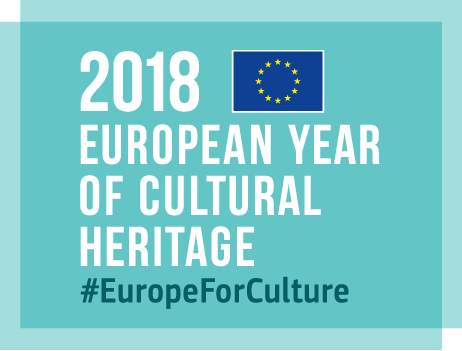 2018
EUROPEAN YEAR
OF CULTURAL
HERITAGE
#EuropeForCulture